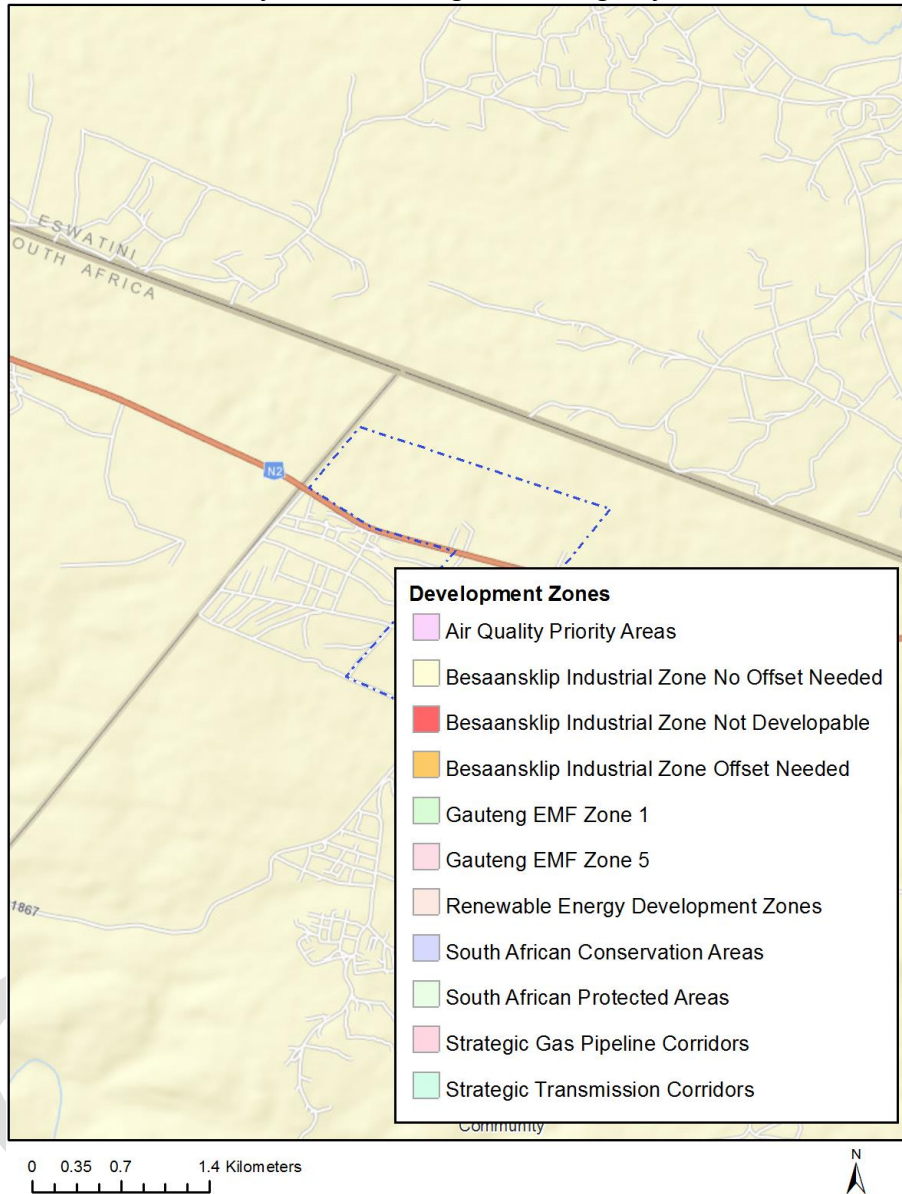 ESWATINI
OUTH AFRICA
N2
1867
Development Zones
Air Quality Priority Areas
Besaansklip Industrial Zone No Offset Needed
Besaansklip Industrial Zone Not Developable
Besaansklip Industrial Zone Offset Needed
Gauteng EMF Zone 1
Gauteng EMF Zone 5
Renewable Energy Development Zones
South African Conservation Areas
South African Protected Areas
Strategic Gas Pipeline Corridors
Strategic Transmission Corridors
Community
0 0.35 0.7 1.4 Kilometers
N